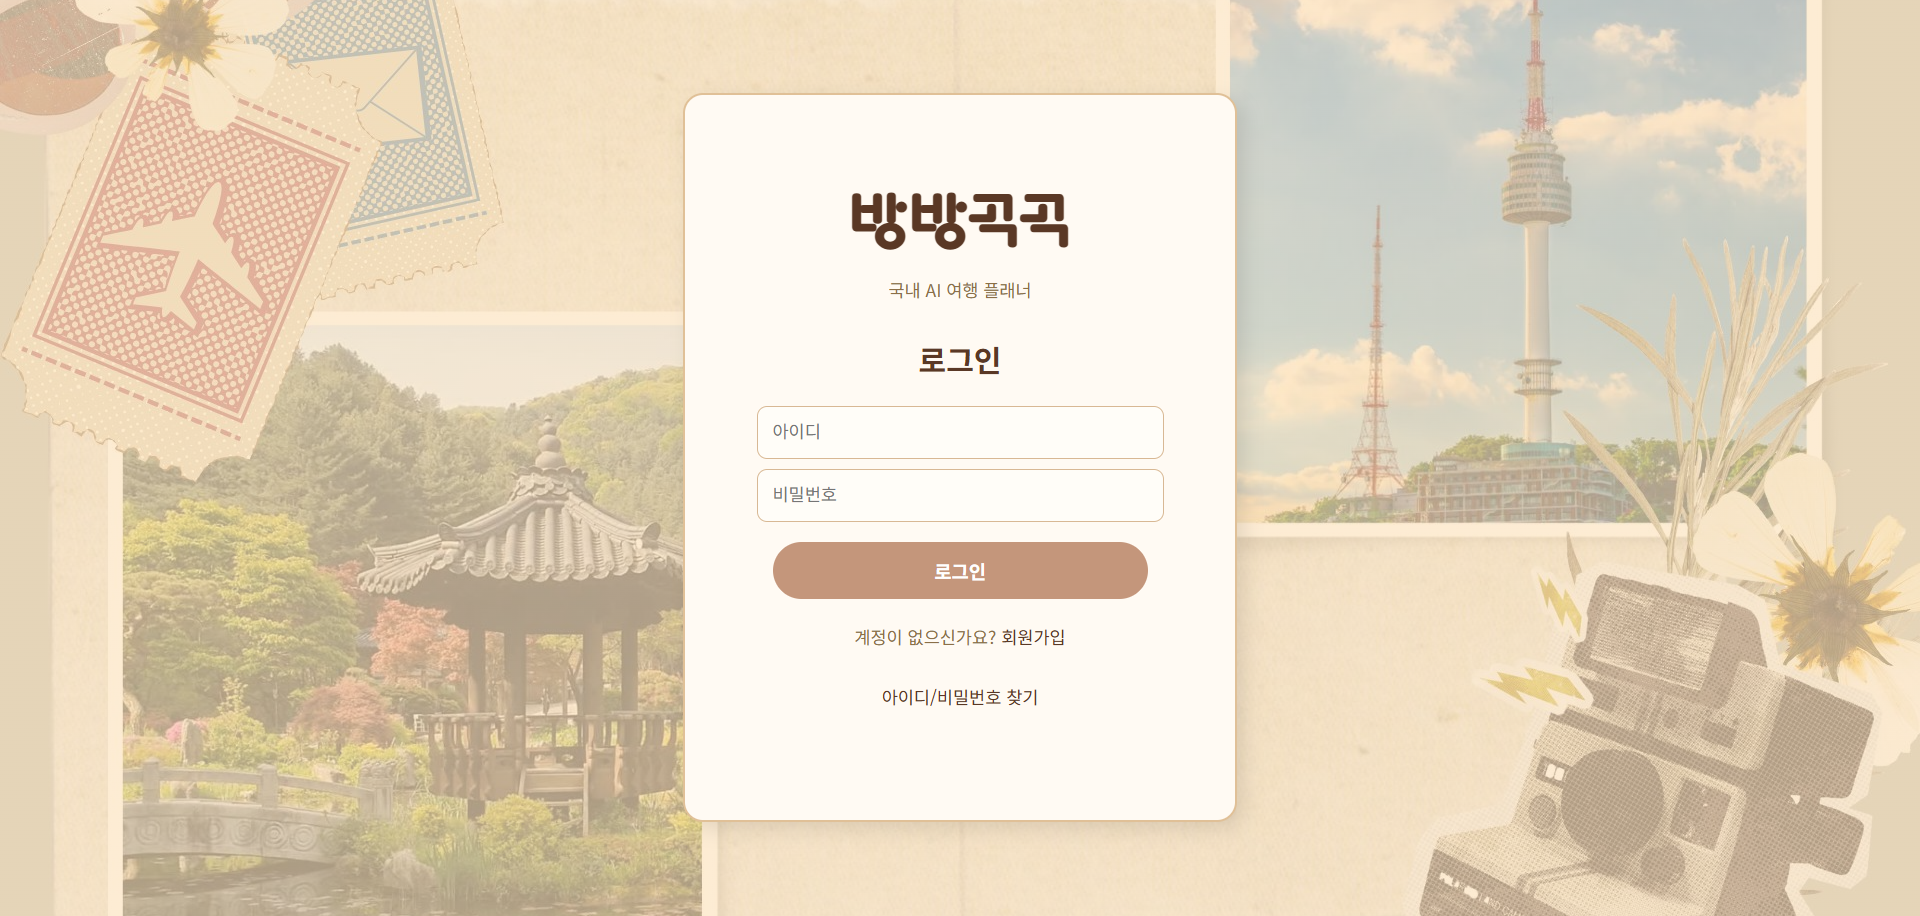 방방곡곡
국내 AI 여행 플래너
로그인
아이디
비밀번호
로그인
계정이 없으신가요? 회원가입
아이디/비밀번호 찾기